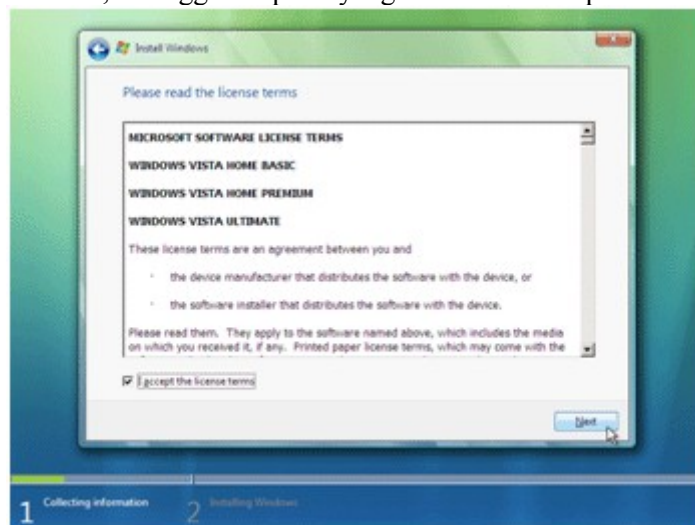 Install Windows
Please read the license terms
MICROSOFT SOFTWARE LICENSE TERMS
WINDOWS VISTA HOME BASIC
WINDOWS VISTA HOME PREMIUM
WINDOWS VISTA ULTIMATE
These license terms are an agreement between you and
· the device manufacturer that distributes the software with the device, or
· the software installer that distributes the software with the device.
Please read them. They apply to the software named above, which includes the media
on which you received it, if any. Printed paper license terms, which may come with the
I accept the license terms
Next
1 Collecting information 2 Installing Windows